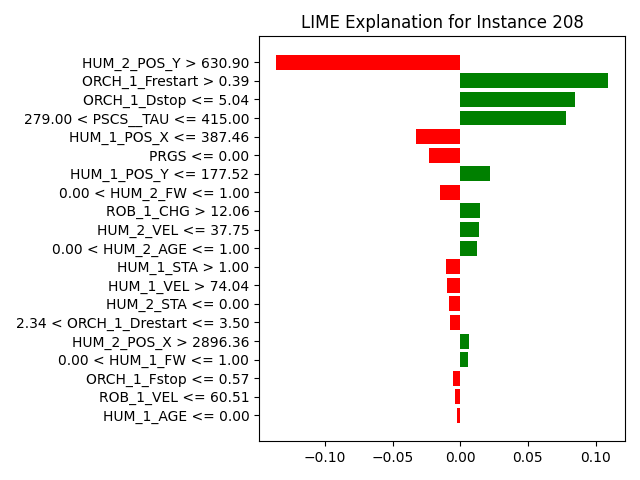 LIME Explanation for Instance 208
HUM_2_POS_Y > 630.90
ORCH_1_Frestart > 0.39
ORCH_1_Dstop <= 5.04
279.00 < PSCS__TAU <= 415.00
HUM_1_POS_X <= 387.46
PRGS <= 0.00
HUM_1_POS_Y <= 177.52
0.00 < HUM_2_FW <= 1.00
ROB_1_CHG > 12.06
HUM_2_VEL <= 37.75
0.00 < HUM_2_AGE <= 1.00
HUM_1_STA > 1.00
HUM_1_VEL > 74.04
HUM_2_STA <= 0.00
2.34 < ORCH_1_Drestart <= 3.50
HUM_2_POS_X > 2896.36
0.00 < HUM_1_FW <= 1.00
ORCH_1_Fstop <= 0.57
ROB_1_VEL <= 60.51
HUM_1_AGE <= 0.00
−0.10 −0.05 0.00 0.05 0.10